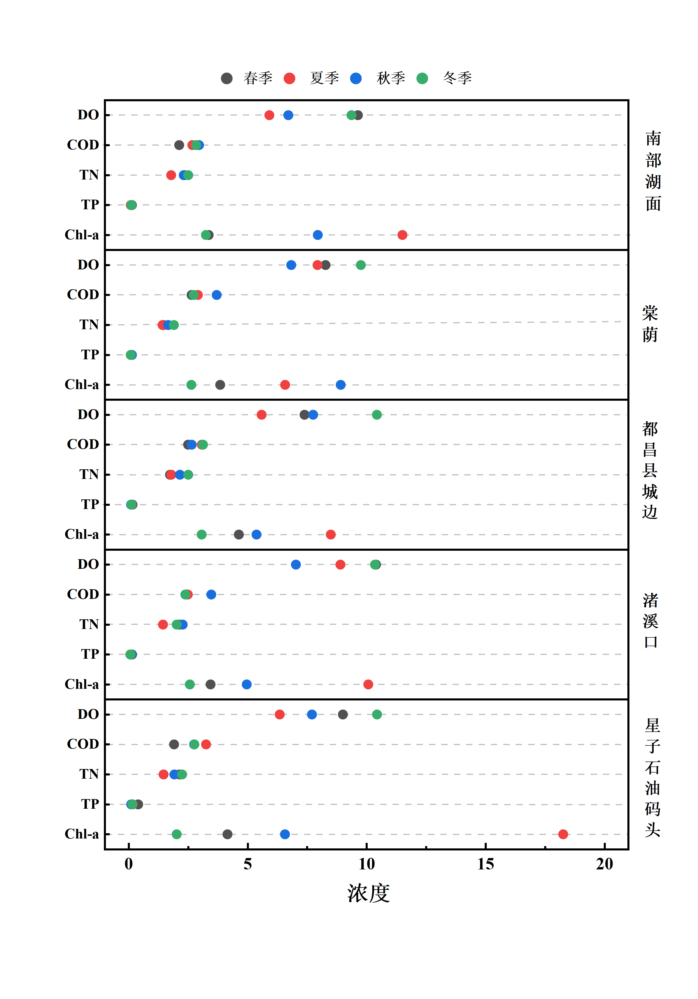 春季 夏季 秋季 冬季
DO
COD
TN
TP
Chl-a
南部湖面
DO
COD
TN
TP
Chl-a
棠荫
DO
COD
TN
TP
Chl-a
都昌县城边
DO
COD
TN
TP
Chl-a
渚溪口
DO
COD
TN
TP
Chl-a
星子石油码头
0 5 10 15 20
浓度